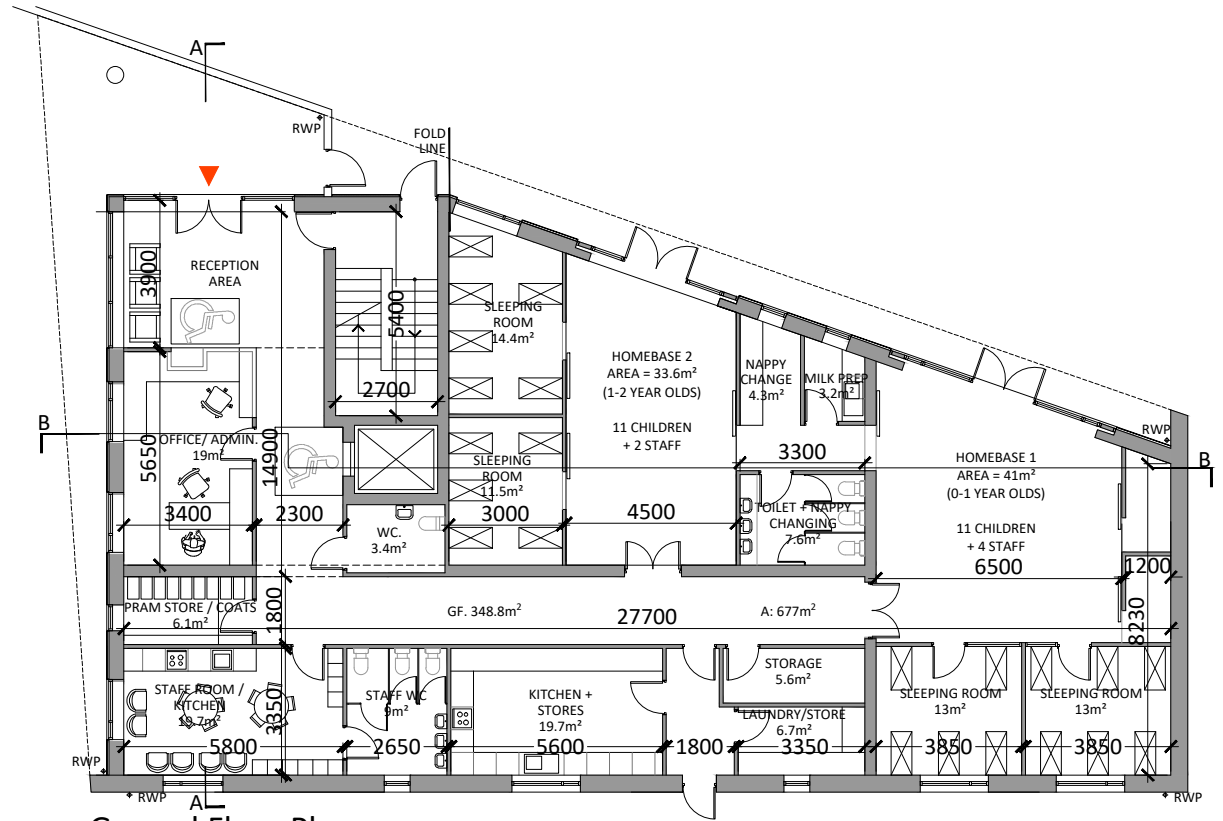 A
RWP
FOLD
LINE
RECEPTION
AREA
3900
5400
2700
SLEEPING
ROOM
14.4m²
HOMEBASE 2
AREA = 33.6m²
(1-2 YEAR OLDS)
11 CHILDREN
+ 2 STAFF
NAPPY
CHANGE
4.3m²
MILK PREP
3.2m²
RWP
B
B
OFFICE/ ADMIN.
19m²
5650
14900
3400
2300
SLEEPING
ROOM
11.5m²
3000
4500
3300
HOMEBASE 1
AREA = 41m²
(0-1 YEAR OLDS)
11 CHILDREN
+ 4 STAFF
6500
1200
8230
WC.
3.4m²
TOILET + NAPPY
CHANGING
7.6m²
PRAM STORE / COATS
6.1m²
1800
GF. 348.8m²
27700
A: 677m²
STAFF ROOM /
KITCHEN
19.7m²
3350
5800
STAFF WC
9m²
2650
KITCHEN +
STORES
19.7m²
5600
1800
STORAGE
5.6m²
LAUNDRY/STORE
6.7m²
3350
SLEEPING ROOM
13m²
3850
SLEEPING ROOM
13m²
3850
RWP
RWP
A
RWP